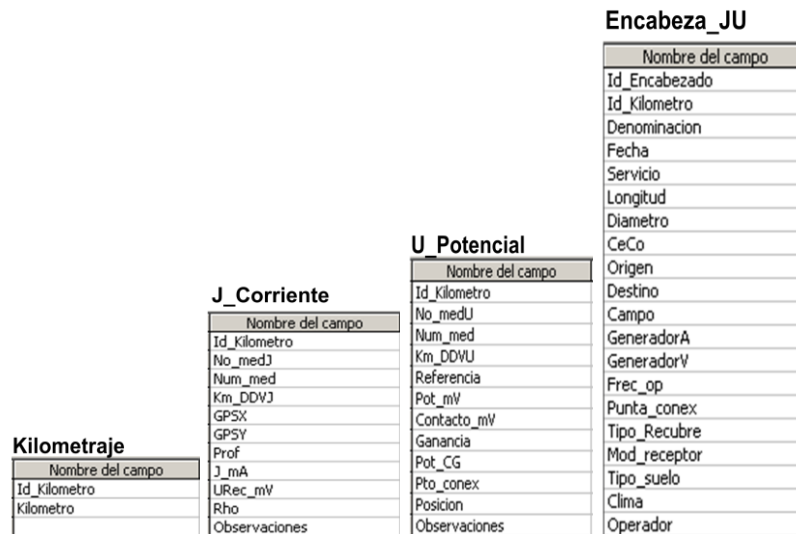 Encabeza_JU
Nombre del campo
Id_Encabezado
Id_Kilometro
Denominacion
Fecha
Servicio
Longitud
Diametro
CeCo
Origen
Destino
Campo
GeneradorA
GeneradorV
Frec_op
Punta_conex
Tipo_Recubre
Mod_receptor
Tipo_suelo
Clima
Operador
U_Potencial
Nombre del campo
Id_Kilometro
No_medU
Num_med
Km_DDVU
Referencia
Pot_mV
Contacto_mV
Ganancia
Pot_CG
Pto_conex
Posicion
Observaciones
J_Corriente
Nombre del campo
Id_Kilometro
No_medJ
Num_med
Km_DDVJ
GPSX
GPSY
Prof
J_mA
URec_mV
Rho
Observaciones
Kilometraje
Nombre del campo
Id_Kilometro
Kilometro